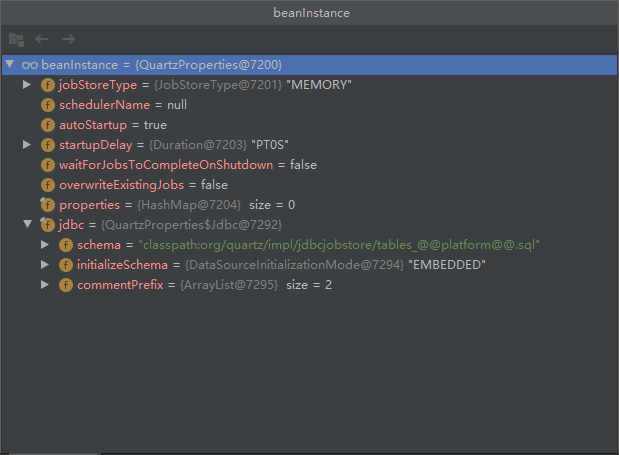 beanInstance
beanInstance = {QuartzProperties@7200}
f jobStoreType = {JobStoreType@7201} "MEMORY"
f schedulerName = null
f autoStartup = true
f startupDelay = {Duration@7203} "PT0S"
f waitForJobsToCompleteOnShutdown = false
f overwriteExistingJobs = false
f properties = {HashMap@7204} size = 0
f jdbc = {QuartzProperties$Jdbc@7292}
f schema = "classpath:org/quartz/impl/jdbcjobstore/tables_@@platform@@.sql"
f initializeSchema = {DataSourceInitializationMode@7294} "EMBEDDED"
f commentPrefix = {ArrayList@7295} size = 2